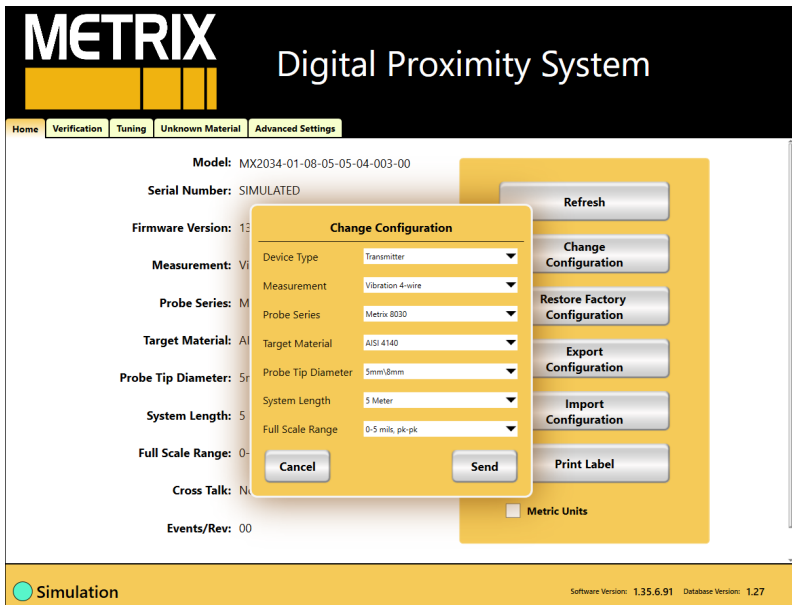 METRIX
Digital Proximity System
Home Verification Tuning Unknown Material Advanced Settings
Model: MX2034-01-08-05-05-04-003-00
Serial Number: SIMULATED
Firmware Version: 13
Measurement: Vi
Probe Series: M
Target Material: AI
Probe Tip Diameter: 5m
System Length: 5
Full Scale Range: 0-
Cross Talk: No
Events/Rev: 00
Change Configuration
Device Type Transmitter
Measurement Vibration 4-wire
Probe Series Metrix 8030
Target Material AISI 4140
Probe Tip Diameter 5mm\8mm
System Length 5 Meter
Full Scale Range 0-5 mils, pk-pk
Cancel Send
Refresh
Change
Configuration
Restore Factory
Configuration
Export
Configuration
Import
Configuration
Print Label
Metric Units
Simulation
Software Version: 1.35.6.91 Database Version: 1.27